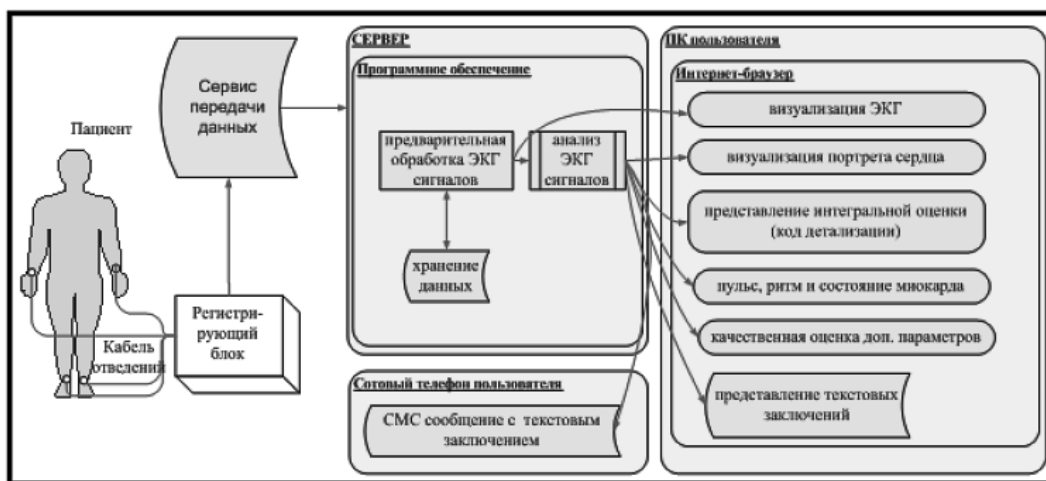 Пациент
Сервис
передачи
данных
Регистри-
рующий
блок
Кабель
отведений
СЕРВЕР
Программное обеспечение
предварительная
обработка ЭКГ
сигналов
анализ
ЭКГ
сигналов
хранение
данных
Сотовый телефон пользователя
СМС сообщение с текстовым
заключением
ПК пользователя
Интернет-браузер
визуализация ЭКГ
визуализация портрета сердца
представление интегральной оценки
(код детализации)
пульс, ритм и состояние миокарда
качественная оценка доп. параметров
представление текстовых
заключений